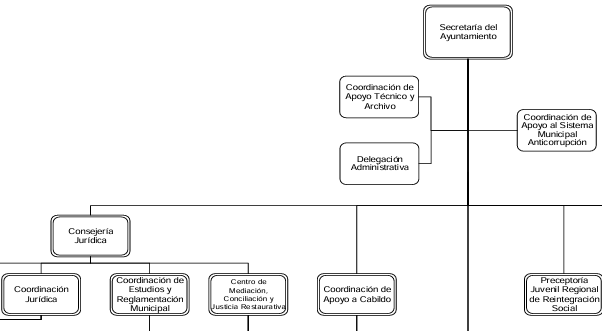 Secretaría del
Ayuntamiento
Coordinación de
Apoyo Técnico y
Archivo
Coordinación de
Apoyo al Sistema
Municipal
Anticorrupción
Delegación
Administrativa
Consejería
Jurídica
Coordinación
Jurídica
Coordinación de
Estudios y
Reglamentación
Municipal
Centro de
Mediación,
Conciliación y
Justicia Restaurativa
Coordinación de
Apoyo a Cabildo
Preceptoría
Juvenil Regional
de Reintegración
Social